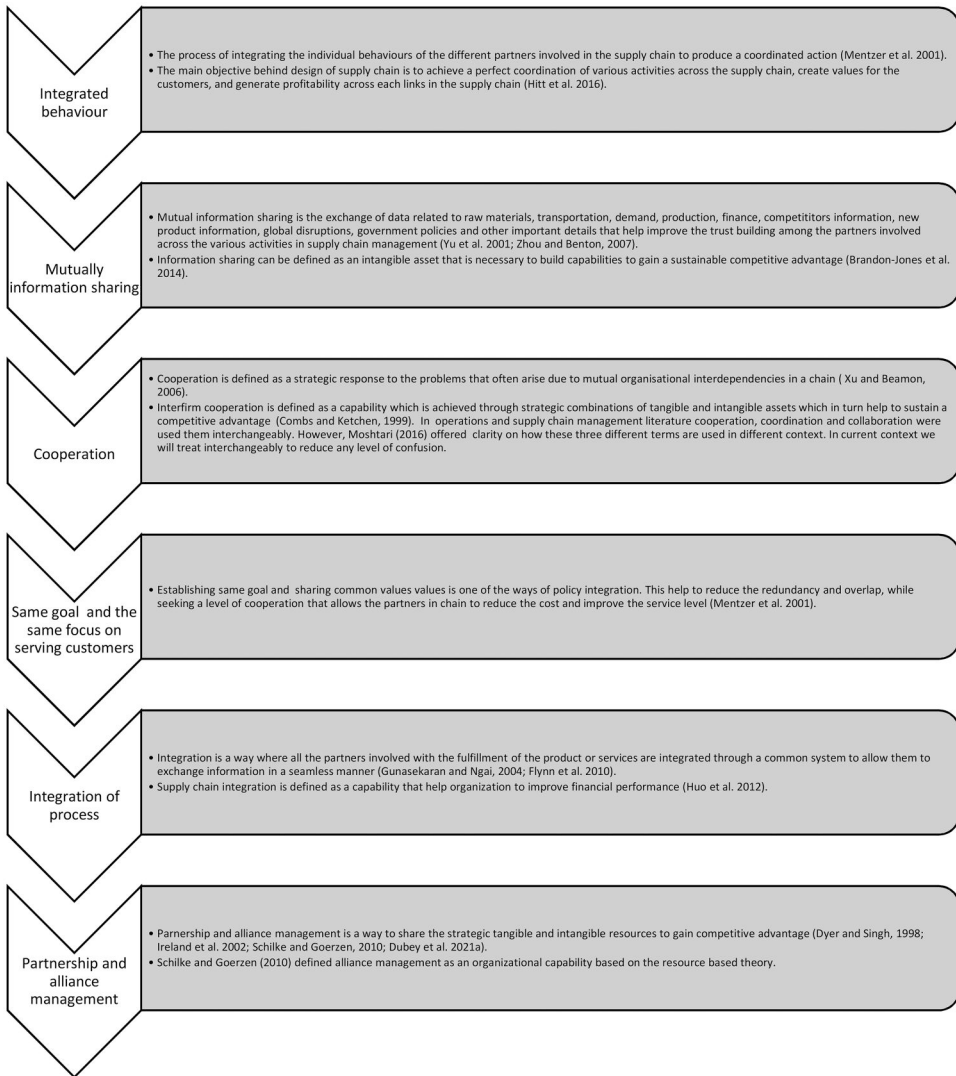 Integrated
behaviour
• The process of integrating the individual behaviours of the different partners involved in the supply chain to produce a coordinated action (Mentzer et al. 2001).
• The main objective behind design of supply chain is to achieve a perfect coordination of various activities across the supply chain, create values for the
customers, and generate profitability across each links in the supply chain (Hitt et al. 2016).
Mutually
information sharing
• Mutual information sharing is the exchange of data related to raw materials, transportation, demand, production, finance, competititors information, new
product information, global disruptions, government policies and other important details that help improve the trust building among the partners involved
across the various activities in supply chain management (Yu et al. 2001; Zhou and Benton, 2007).
• Information sharing can be defined as an intangible asset that is necessary to build capabilities to gain a sustainable competitive advantage (Brandon-Jones et al.
2014).
Cooperation
• Cooperation is defined as a strategic response to the problems that often arise due to mutual organisational interdependencies in a chain ( Xu and Beamon,
2006).
• Interfirm cooperation is defined as a capability which is achieved through strategic combinations of tangible and intangible assets which in turn help to sustain a
competitive advantage (Combs and Ketchen, 1999). In operations and supply chain management literature cooperation, coordination and collaboration were
used them interchangeably. However, Moshtari (2016) offered clarity on how these three different terms are used in different context. In current context we
will treat interchangeably to reduce any level of confusion.
Same goal and the
same focus on
serving customers
• Establishing same goal and sharing common values values is one of the ways of policy integration. This help to reduce the redundancy and overlap, while
seeking a level of cooperation that allows the partners in chain to reduce the cost and improve the service level (Mentzer et al. 2001).
Integration of
process
• Integration is a way where all the partners involved with the fulfillment of the product or services are integrated through a common system to allow them to
exchange information in a seamless manner (Gunasekaran and Ngai, 2004; Flynn et al. 2010).
• Supply chain integration is defined as a capability that help organization to improve financial performance (Huo et al. 2012).
Partnership and
alliance
management
• Parnership and alliance management is a way to share the strategic tangible and intangible resources to gain competitive advantage (Dyer and Singh, 1998;
Ireland et al. 2002; Schilke and Goerzen, 2010; Dubey et al. 2021a).
• Schilke and Goerzen (2010) defined alliance management as an organizational capability based on the resource based theory.